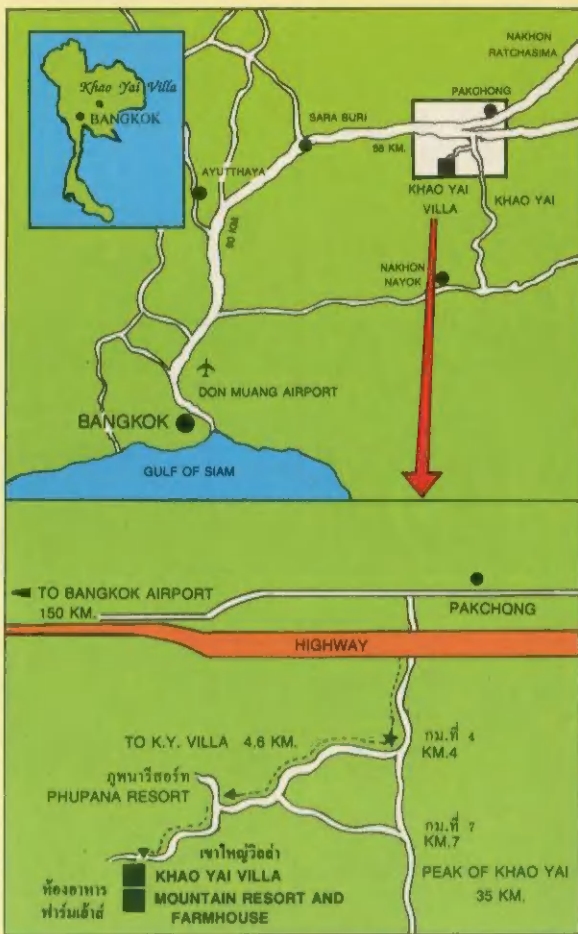 Khao Yai Villa
BANGKOK
NAKHON
RATCHASIMA
PAKCHONG
SARA BURI
58 KM.
AYUTTHAYA
KHAO YAI
VILLA
KHAO YAI
90 KM
NAKHON
NAYOK
DON MUANG AIRPORT
BANGKOK
GULF OF SIAM
TO BANGKOK AIRPORT
150 KM.
PAKCHONG
HIGHWAY
TO K.Y. VILLA 4.6 KM.
กม.ที่ 4
KM.4
ภูพนารีสอร์ท
PHUPANA RESORT
กม.ที่ 7
KM.7
เขาใหญ่วิลล่า
KHAO YAI VILLA
MOUNTAIN RESORT AND
FARMHOUSE
ห้องอาหาร
ฟาร์มเฮ้าส์
PEAK OF KHAO YAI
35 KM.